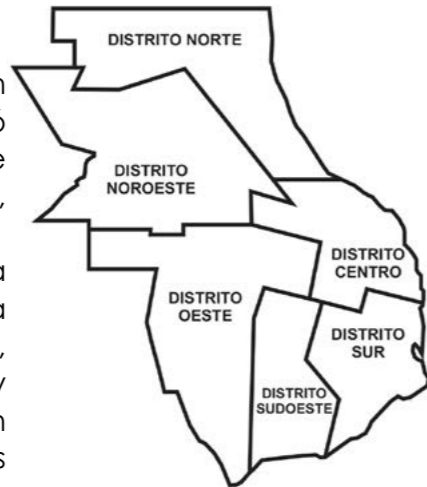 DISTRITO NORTE
DISTRITO
NOROESTE
DISTRITO
CENTRO
DISTRITO
OESTE
DISTRITO
SUR
DISTRITO
SUDOESTE